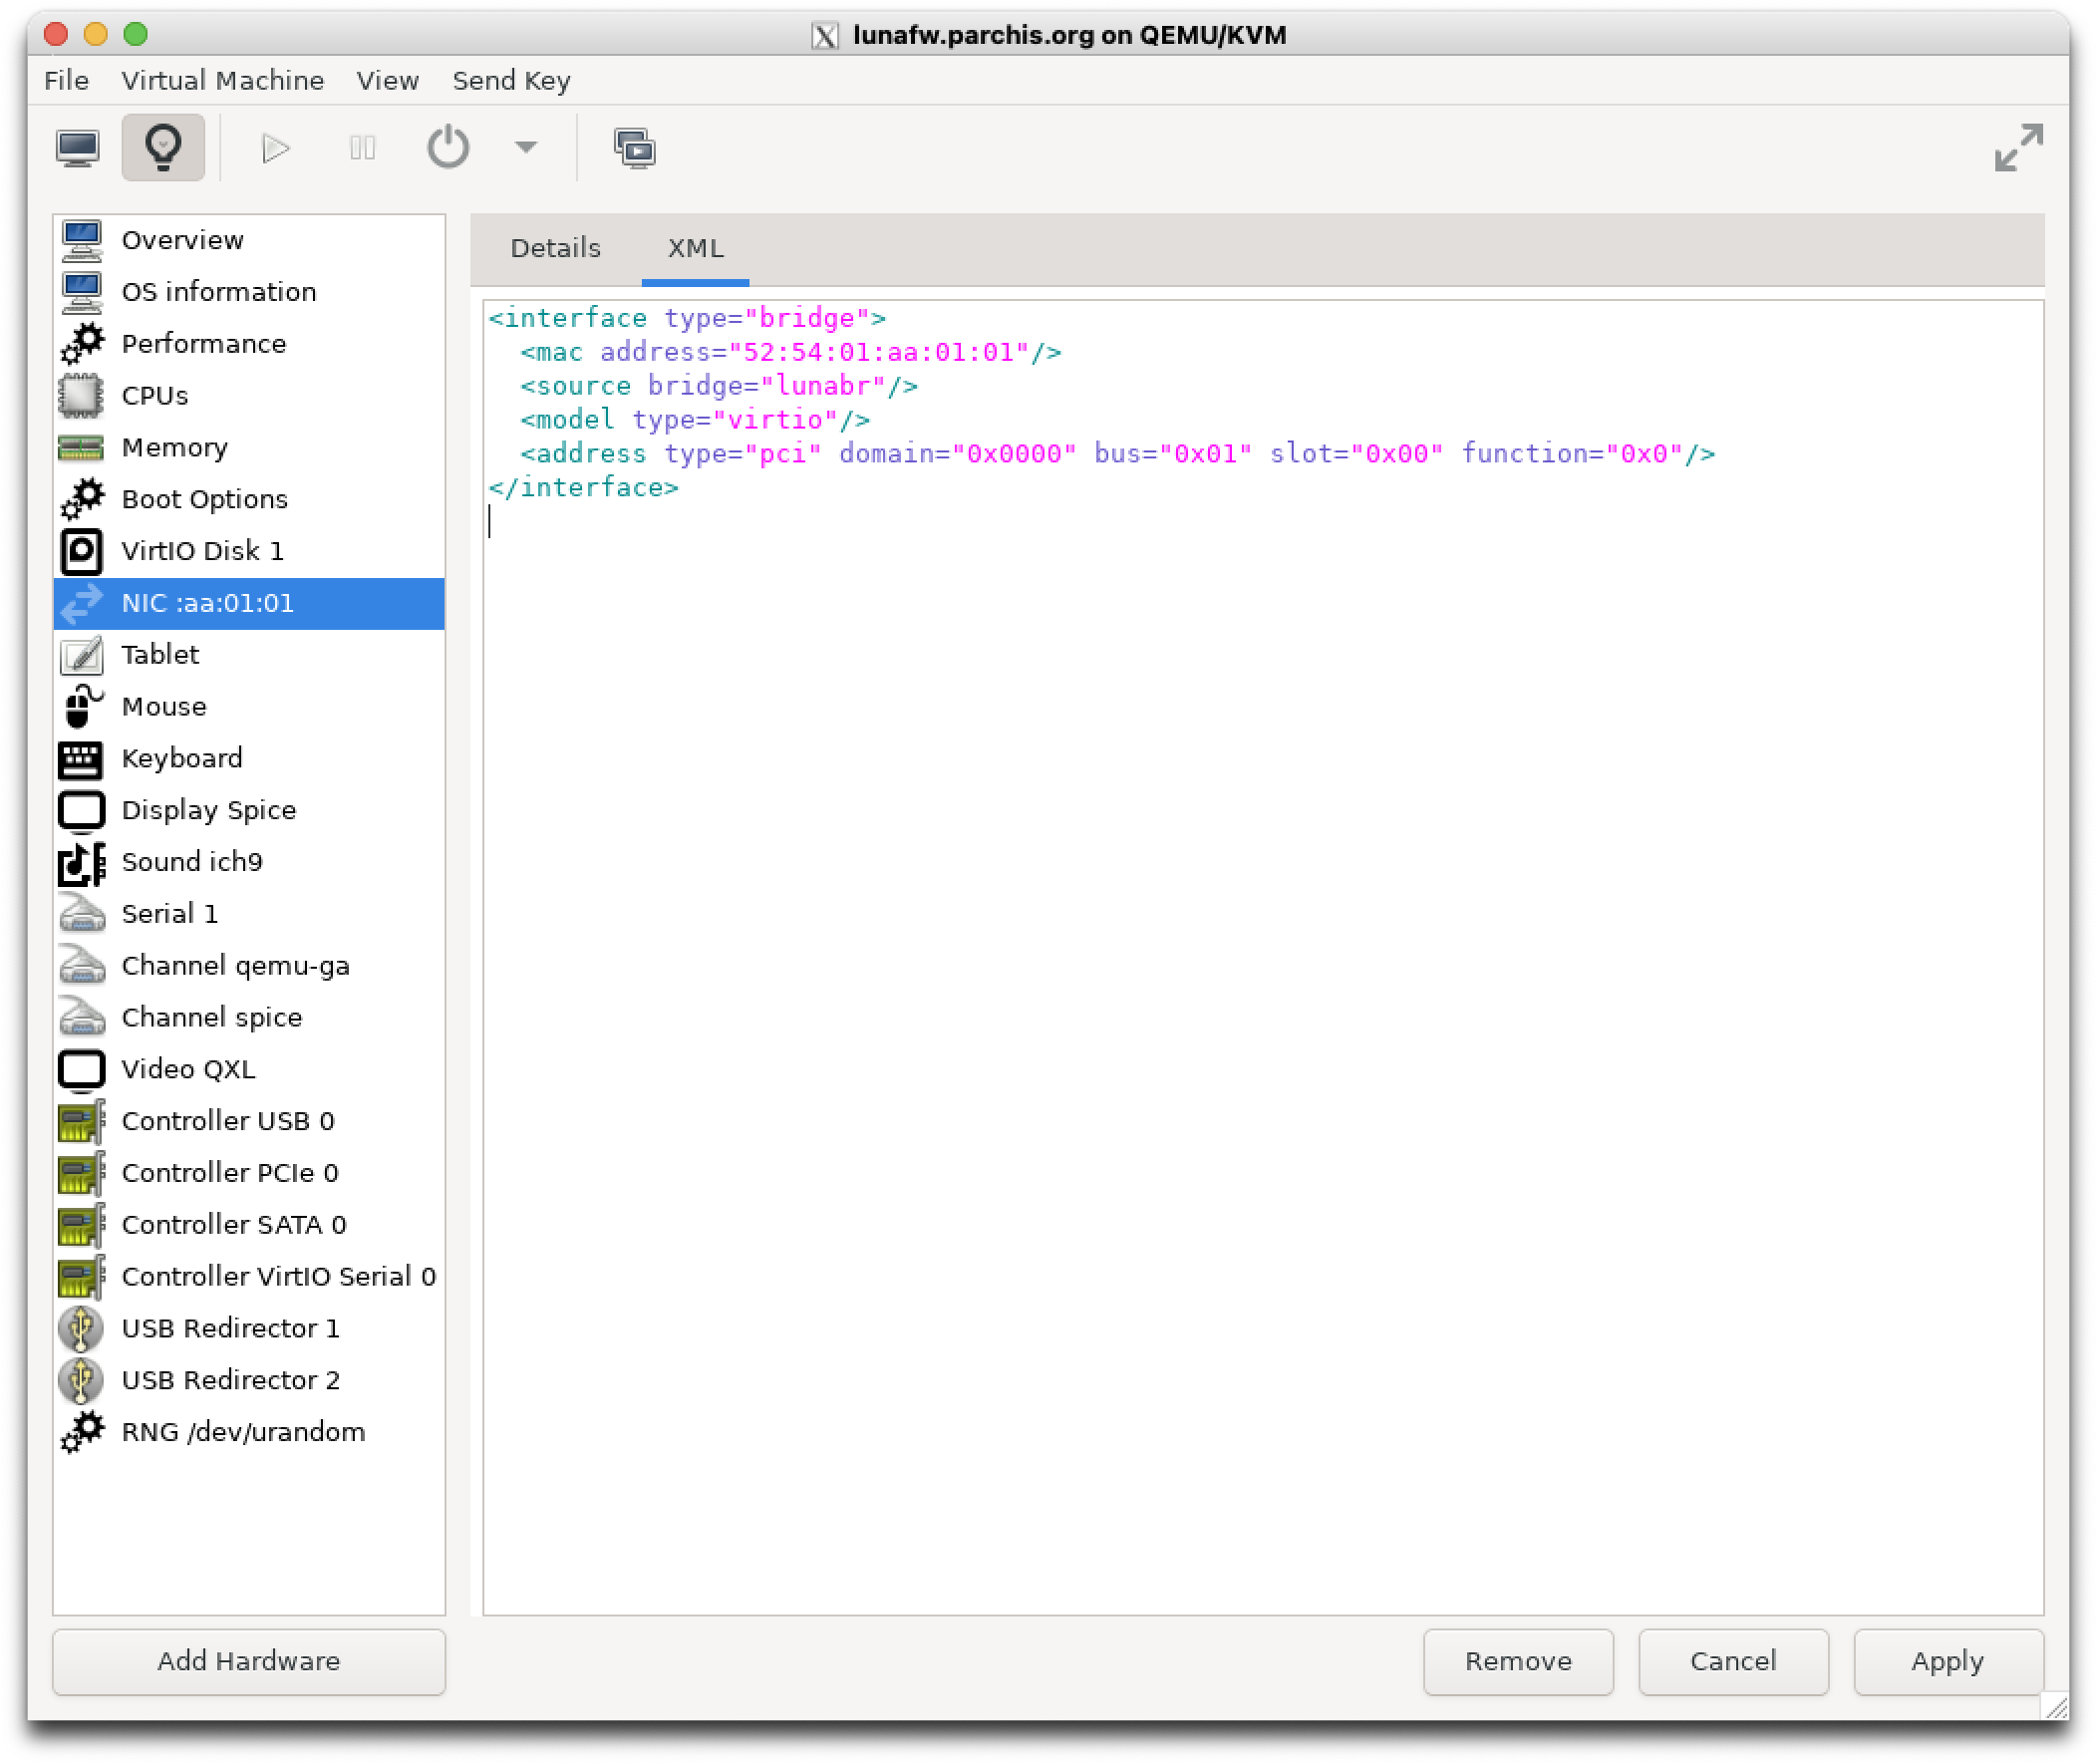 lunafw.parchis.org on QEMU/KVM
File Virtual Machine View Send Key
Overview
OS information
Performance
CPUs
Memory
Boot Options
VirtIO Disk 1
NIC :aa:01:01
Tablet
Mouse
Keyboard
Display Spice
Sound ich9
Serial 1
Channel qemu-ga
Channel spice
Video QXL
Controller USB 0
Controller PCIe 0
Controller SATA 0
Controller VirtIO Serial 0
USB Redirector 1
USB Redirector 2
RNG /dev/urandom
Add Hardware
Details XML
<interface type="bridge">
  <mac address="52:54:01:aa:01:01"/>
  <source bridge="lunabr"/>
  <model type="virtio"/>
  <address type="pci" domain="0x0000" bus="0x01" slot="0x00" function="0x0"/>
</interface>
Remove Cancel Apply